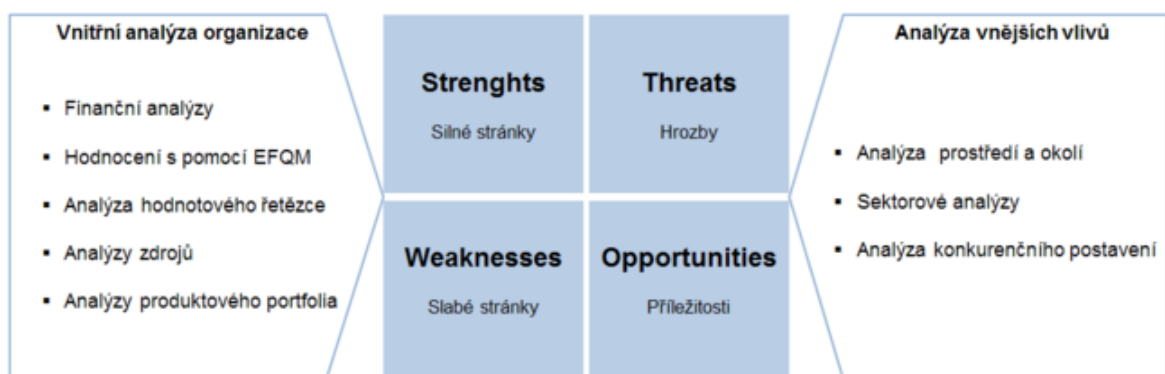 Vnitřní analýza organizace
▪ Finanční analýzy
▪ Hodnocení s pomocí EFQM
▪ Analýza hodnotového řetězce
▪ Analýzy zdrojů
▪ Analýzy produktového portfolia
Strenghts
Silné stránky
Threats
Hrozby
Weaknesses
Slabé stránky
Opportunities
Příležitosti
Analýza vnějších vlivů
▪ Analýza prostředí a okolí
▪ Sektorové analýzy
▪ Analýza konkurenčního postavení